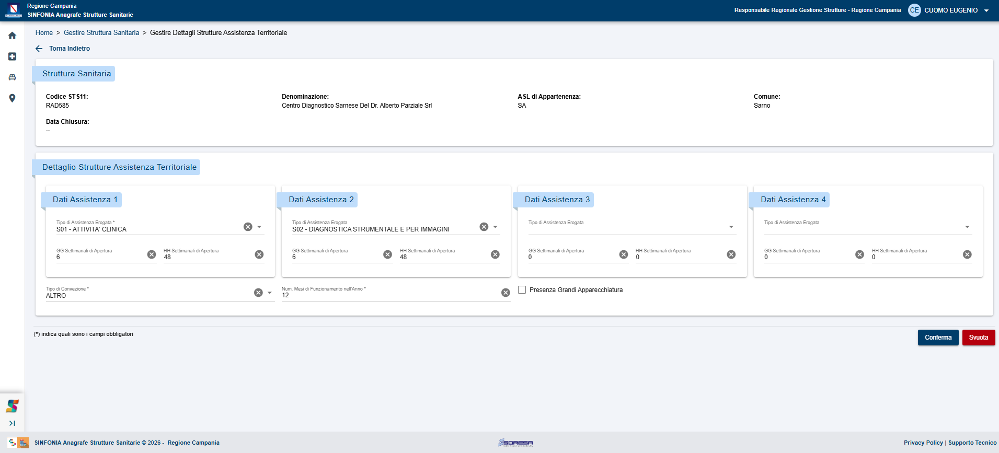 Regione Campania
SINFONIA Anagrafe Strutture Sanitarie
Responsabile Regionale Gestione Strutture - Regione Campania
CE CUOMO EUGENIO
Home > Gestire Struttura Sanitaria > Gestire Dettagli Strutture Assistenza Territoriale
Torna Indietro
Struttura Sanitaria
Codice STS11: Denominazione: ASL di Appartenenza: Comune:
RAD585 Centro Diagnostico Sarnese Del Dr. Alberto Parziale Srl SA Sarno
Data Chiusura:
--
Dettaglio Strutture Assistenza Territoriale
Dati Assistenza 1
Tipo di Assistenza Erogata *
S01 - ATTIVITA' CLINICA
GG Settimanali di Apertura HH Settimanali di Apertura
6 48
Dati Assistenza 2
Tipo di Assistenza Erogata
S02 - DIAGNOSTICA STRUMENTALE E PER IMMAGINI
GG Settimanali di Apertura HH Settimanali di Apertura
6 48
Dati Assistenza 3
Tipo di Assistenza Erogata
GG Settimanali di Apertura HH Settimanali di Apertura
0 0
Dati Assistenza 4
Tipo di Assistenza Erogata
GG Settimanali di Apertura HH Settimanali di Apertura
0 0
Tipo di Convezione *
ALTRO
Num. Mesi di Funzionamento nell'Anno *
12
Presenza Grandi Apparecchiatura
(*) indica quali sono i campi obbligatori
Conferma Svuota
SINFONIA Anagrafe Strutture Sanitarie © 2026 - Regione Campania
SORESA
Privacy Policy | Supporto Tecnico